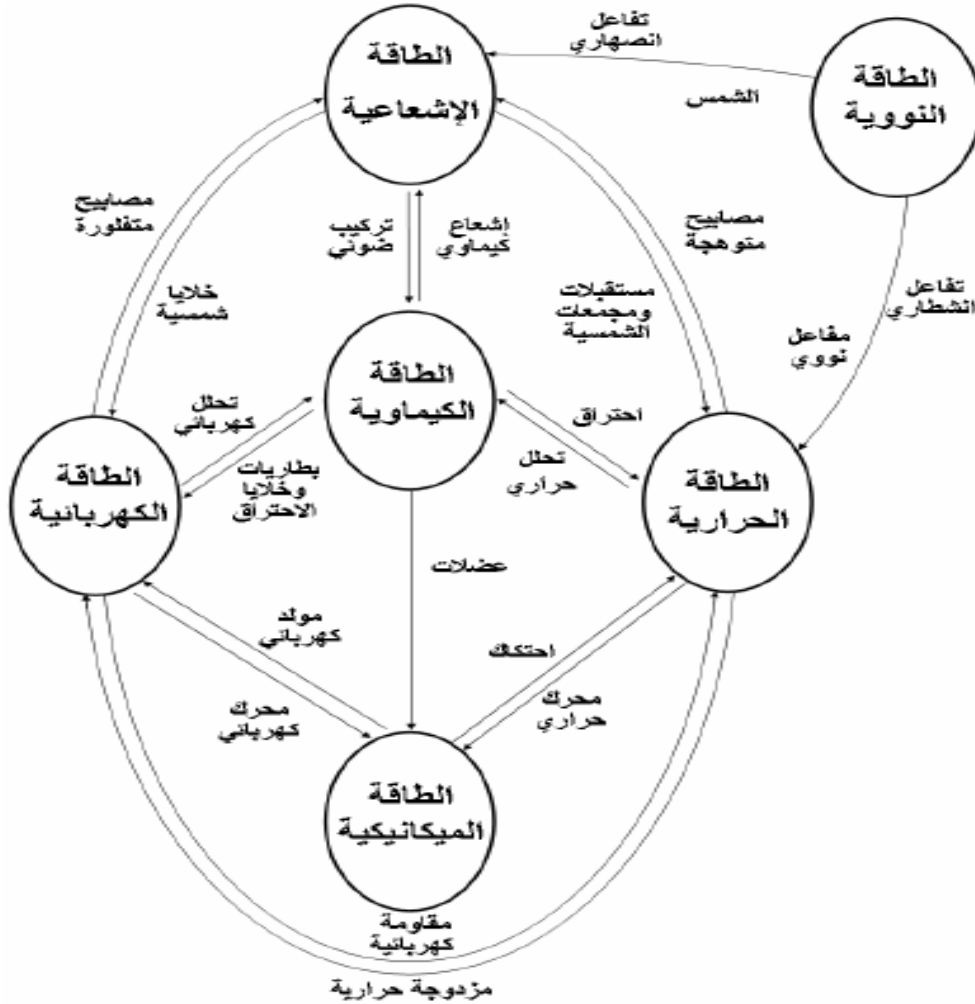 تفاعل
انصهاري
الشمس
الطاقة
النووية
الطاقة
الإشعاعية
مصابيح
متوهجة
إشعاع
كيماوي
تركيب
ضوئي
مصابيح
متفلورة
تفاعل
انشطاري
مفاعل
نووي
مستقبلات
ومجمعات
الشمسية
خلايا
شمسية
الطاقة
الكيماوية
احتراق
تحلل
حراري
تحلل
كهربائي
بطاريات
وخلايا
الاحتراق
الطاقة
الحرارية
الطاقة
الكهربائية
عضلات
احتكاك
محرك
حراري
مولد
كهربائي
محرك
كهربائي
الطاقة
الميكانيكية
مقاومة
كهربائية
مزدوجة حرارية